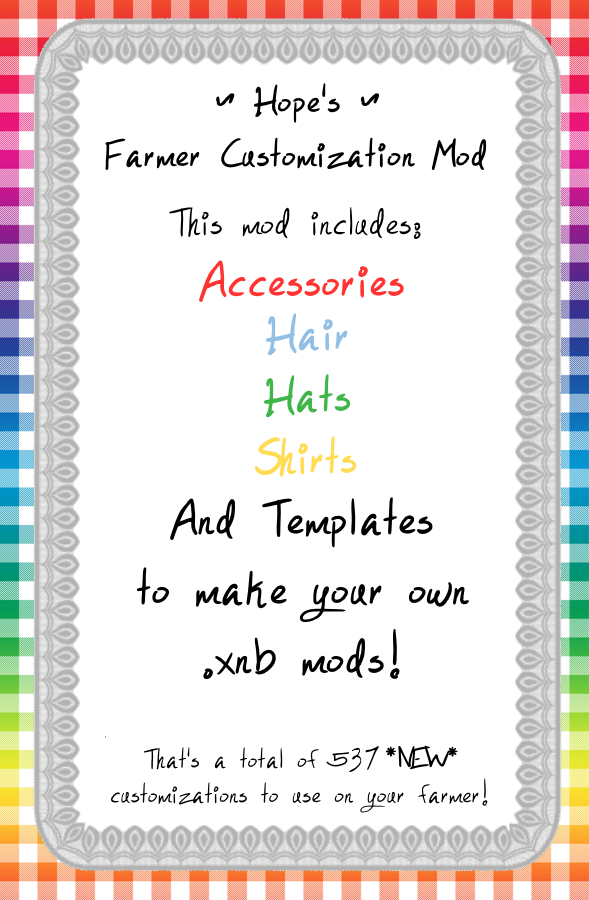 ~ Hope's ~
Farmer Customization Mod
This mod includes:
Accessories
Hair
Hats
Shirts
And Templates
to make your own
.xnb mods!
That's a total of 537 *NEW*
customizations to use on your farmer!